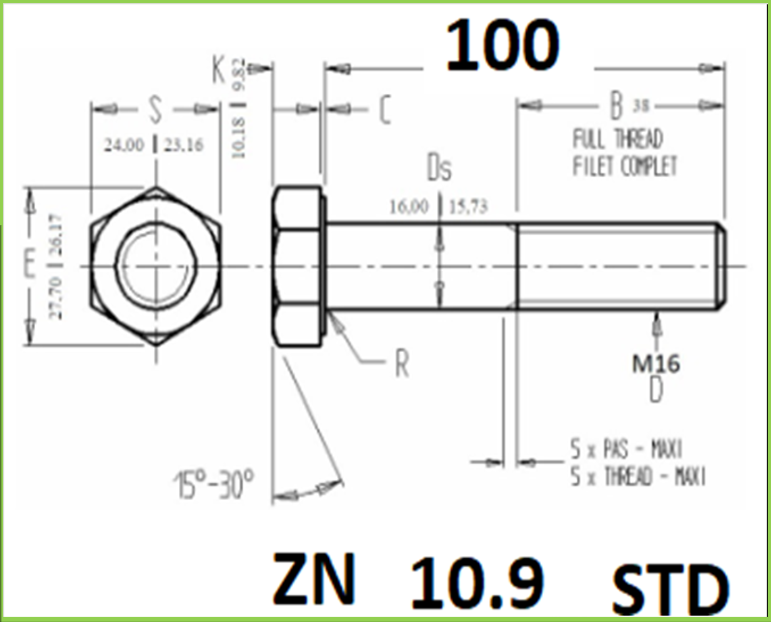 100
K
10.18 | 9.82
C
S
24.00 | 23.16
B 38
FULL THREAD
FILET COMPLET
Ds
16,00 | 15,73
E
27.70 | 26.17
R
M16
D
15°-30°
5 x PAS - MAXI
5 x THREAD - MAXI
ZN 10.9 STD